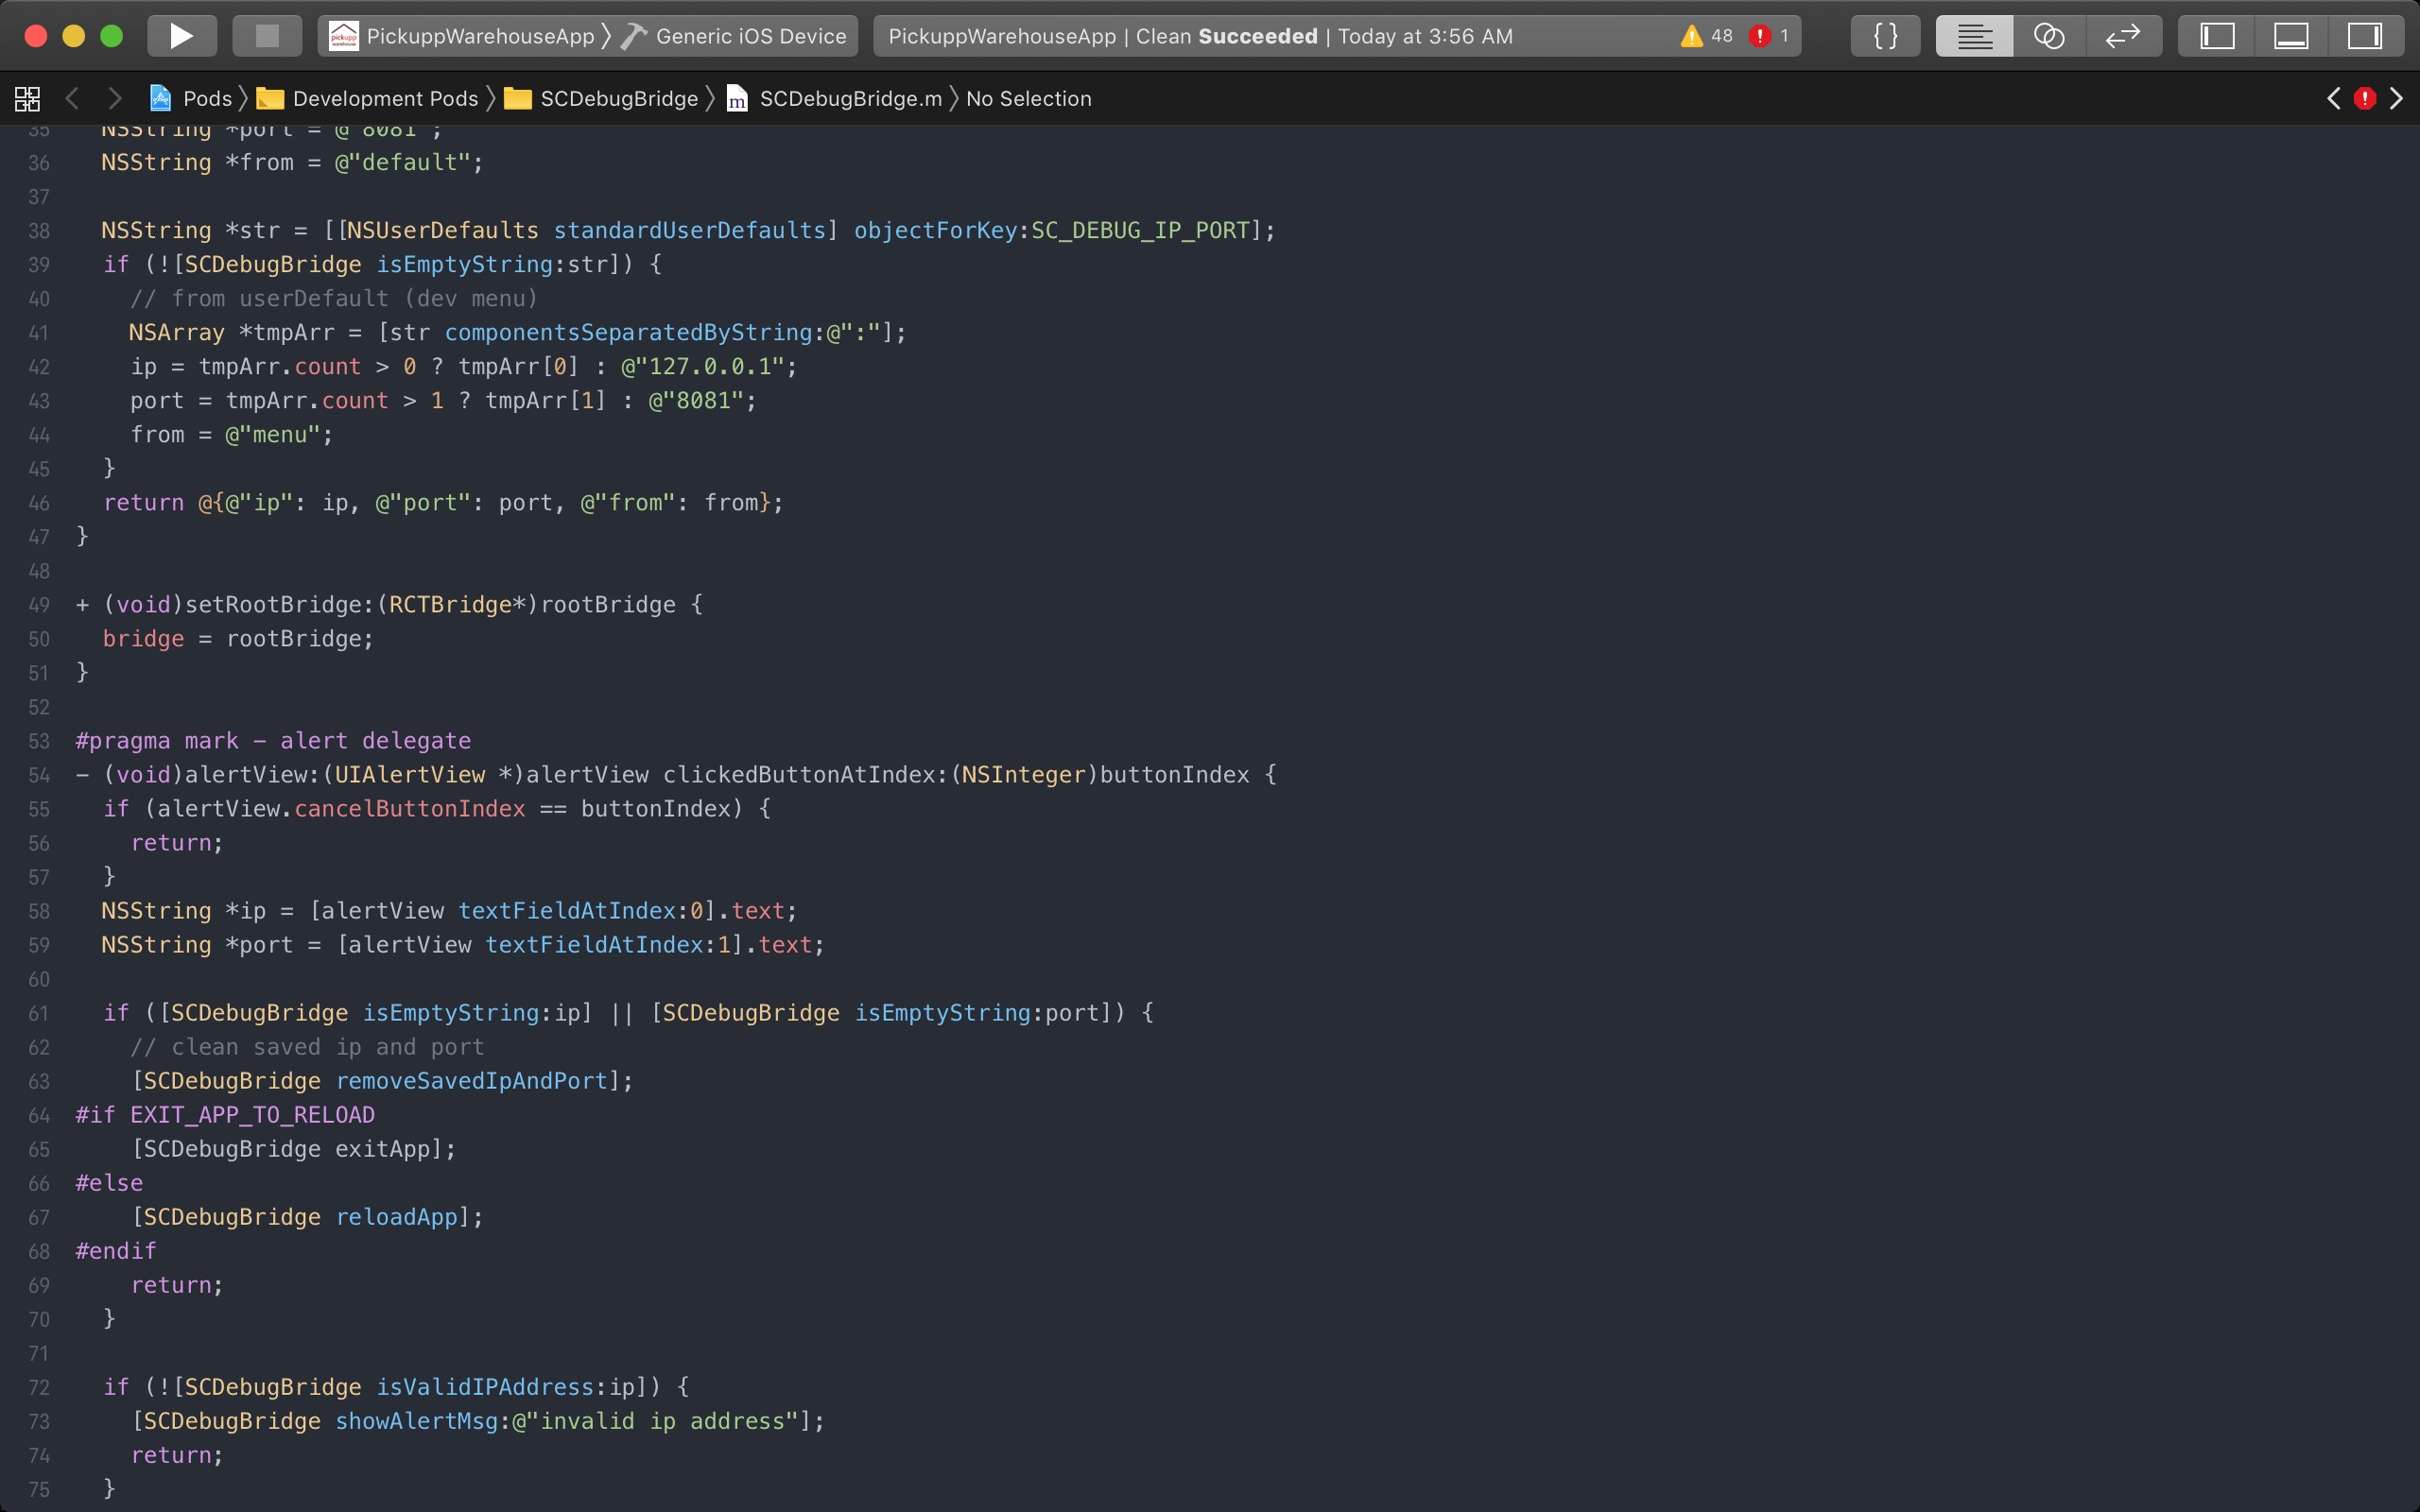 PickuppWarehouseApp 〉 Generic iOS Device
PickuppWarehouseApp | Clean Succeeded | Today at 3:56 AM
48
1
{ }
Pods 〉 Development Pods 〉 SCDebugBridge 〉 SCDebugBridge.m 〉 No Selection
35 NSString *port = @"8081";
36 NSString *from = @"default";
37
38 NSString *str = [[NSUserDefaults standardUserDefaults] objectForKey:SC_DEBUG_IP_PORT];
39 if (![SCDebugBridge isEmptyString:str]) {
40 // from userDefault (dev menu)
41 NSArray *tmpArr = [str componentsSeparatedByString:@":"];
42 ip = tmpArr.count > 0 ? tmpArr[0] : @"127.0.0.1";
43 port = tmpArr.count > 1 ? tmpArr[1] : @"8081";
44 from = @"menu";
45 }
46 return @{@"ip": ip, @"port": port, @"from": from};
47 }
48
49 + (void)setRootBridge:(RCTBridge*)rootBridge {
50 bridge = rootBridge;
51 }
52
53 #pragma mark - alert delegate
54 - (void)alertView:(UIAlertView *)alertView clickedButtonAtIndex:(NSInteger)buttonIndex {
55 if (alertView.cancelButtonIndex == buttonIndex) {
56 return;
57 }
58 NSString *ip = [alertView textFieldAtIndex:0].text;
59 NSString *port = [alertView textFieldAtIndex:1].text;
60
61 if ([SCDebugBridge isEmptyString:ip] || [SCDebugBridge isEmptyString:port]) {
62 // clean saved ip and port
63 [SCDebugBridge removeSavedIpAndPort];
64 #if EXIT_APP_TO_RELOAD
65 [SCDebugBridge exitApp];
66 #else
67 [SCDebugBridge reloadApp];
68 #endif
69 return;
70 }
71
72 if (![SCDebugBridge isValidIPAddress:ip]) {
73 [SCDebugBridge showAlertMsg:@"invalid ip address"];
74 return;
75 }